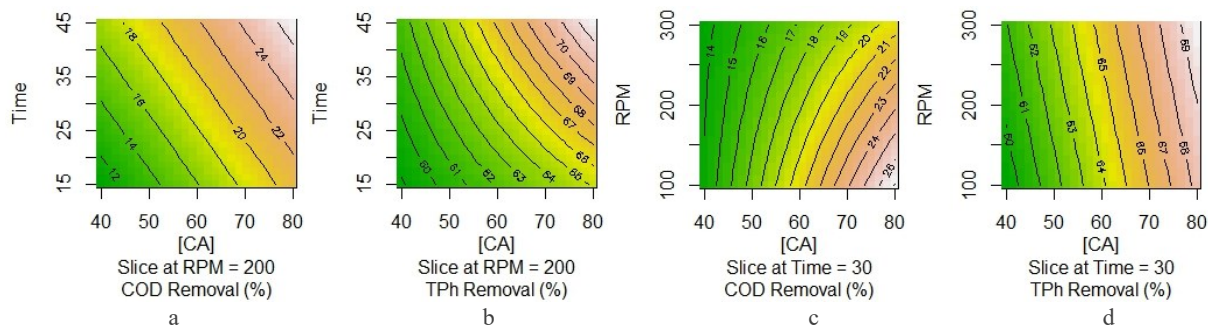 45
35
25
15
Time
12
14
16
18
20
22
24
40 50 60 70 80
[CA]
Slice at RPM = 200
COD Removal (%)
a
45
35
25
15
Time
60
61
62
63
64
65
66
67
68
69
70
40 50 60 70 80
[CA]
Slice at RPM = 200
TPh Removal (%)
b
300
200
100
RPM
14
15
16
17
18
19
20
21
22
23
24
26
40 50 60 70 80
[CA]
Slice at Time = 30
COD Removal (%)
c
300
200
100
RPM
60
61
62
63
64
65
67
68
69
40 50 60 70 80
[CA]
Slice at Time = 30
TPh Removal (%)
d